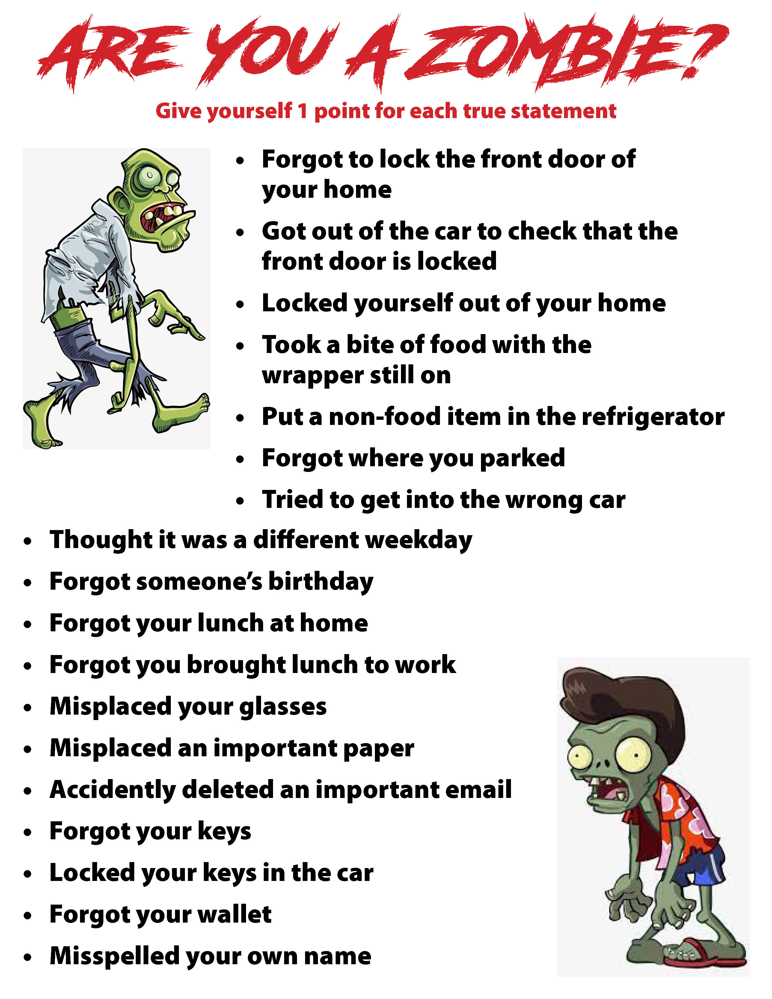 ARE YOU A ZOMBIE?
Give yourself 1 point for each true statement
• Forgot to lock the front door of
your home
• Got out of the car to check that the
front door is locked
• Locked yourself out of your home
• Took a bite of food with the
wrapper still on
• Put a non-food item in the refrigerator
• Forgot where you parked
• Tried to get into the wrong car
• Thought it was a different weekday
• Forgot someone’s birthday
• Forgot your lunch at home
• Forgot you brought lunch to work
• Misplaced your glasses
• Misplaced an important paper
• Accidently deleted an important email
• Forgot your keys
• Locked your keys in the car
• Forgot your wallet
• Misspelled your own name